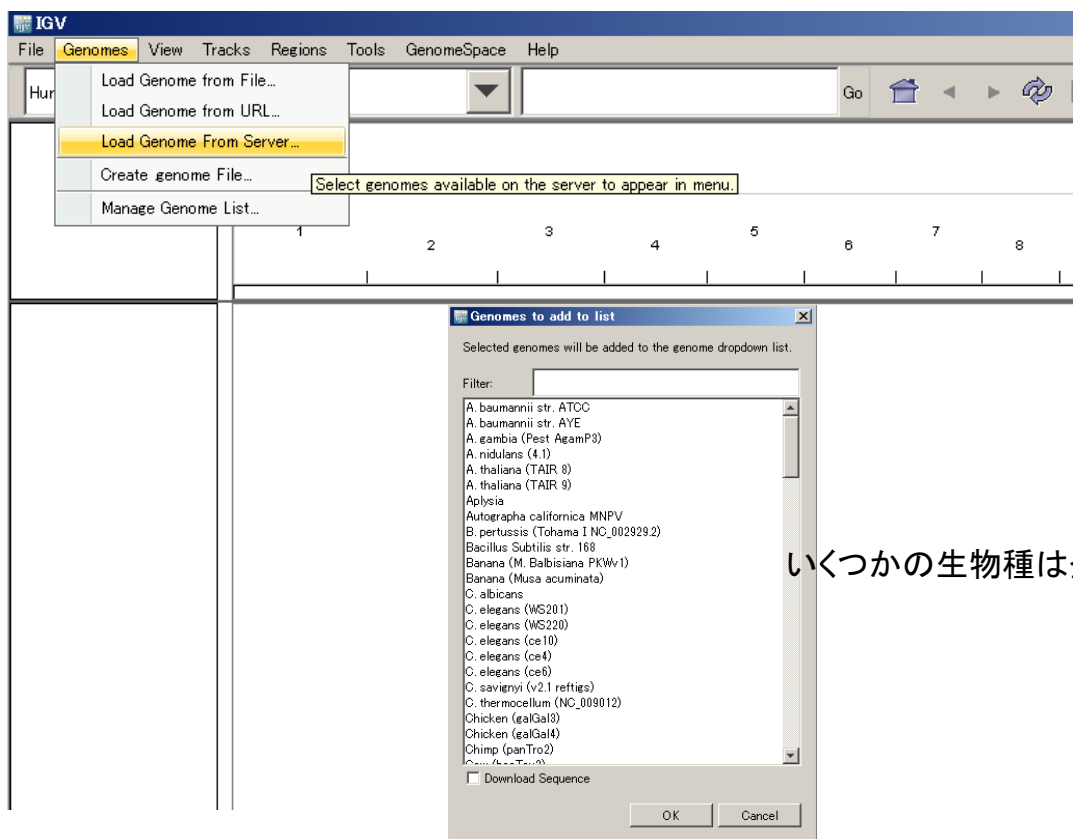 IGV
File Genomes View Tracks Regions Tools GenomeSpace Help
Hur
Go
Load Genome from File...
Load Genome from URL...
Load Genome From Server...
Create genome File...
Select genomes available on the server to appear in menu.
Manage Genome List...
1 2 3 4 5 6 7 8
Genomes to add to list
Selected genomes will be added to the genome dropdown list.
Filter:
A. baumannii str. ATCC
A. baumannii str. AYE
A. gambia (Pest AgamP3)
A. nidulans (4.1)
A. thaliana (TAIR 8)
A. thaliana (TAIR 9)
Aplysia
Autographa californica MNPV
B. pertussis (Tohama I NC_002929.2)
Bacillus Subtilis str. 168
Banana (M. Balbisiana PKWv1)
Banana (Musa acuminata)
C. albicans
C. elegans (WS201)
C. elegans (WS220)
C. elegans (ce10)
C. elegans (ce4)
C. elegans (ce6)
C. savignyi (v2.1 reftigs)
C. thermocellum (NC_009012)
Chicken (galGal3)
Chicken (galGal4)
Chimp (panTro2)
いくつかの生物種は
Download Sequence
OK Cancel